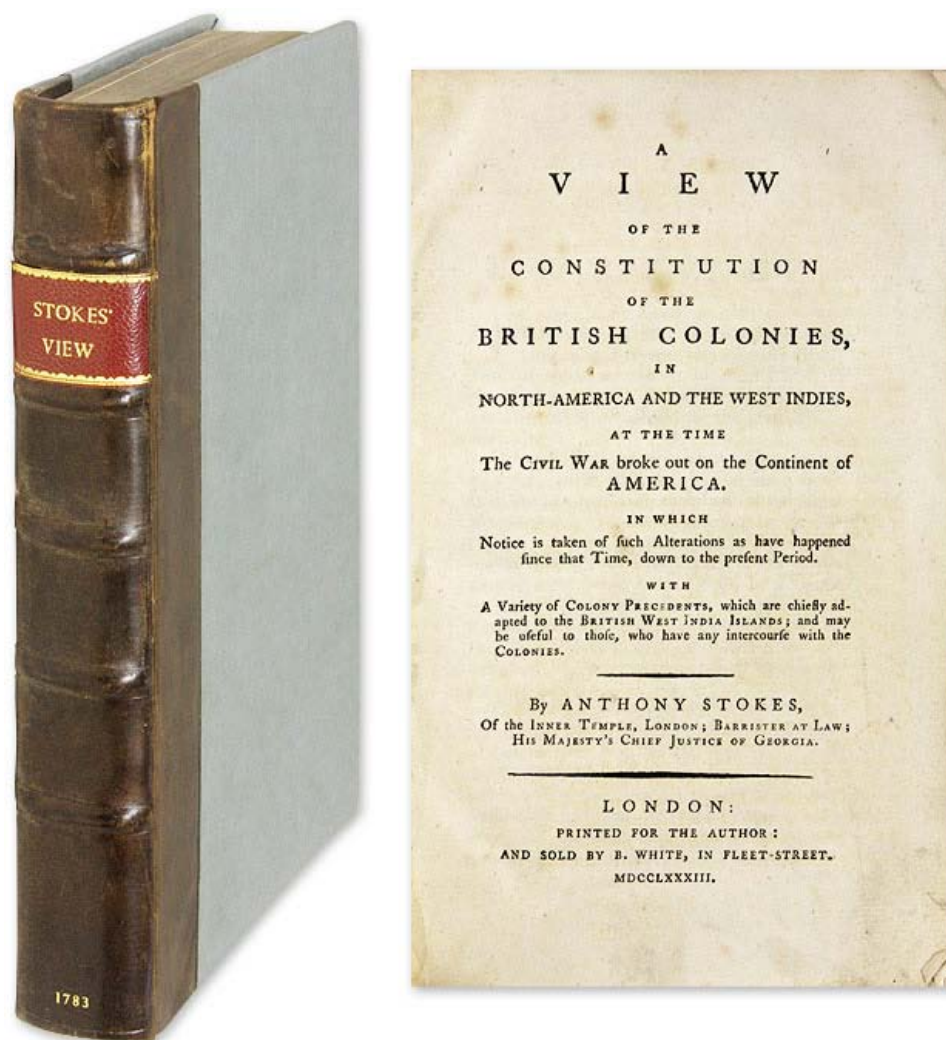 STOKES'
VIEW
1783
A
VIEW
OF THE
CONSTITUTION
OF THE
BRITISH COLONIES,
IN
NORTH-AMERICA AND THE WEST INDIES,
AT THE TIME
The CIVIL WAR broke out on the Continent of
AMERICA.
IN WHICH
Notice is taken of ſuch Alterations as have happened
ſince that Time, down to the preſent Period.
WITH
A Variety of COLONY PRECEDENTS, which are chiefly ad-
apted to the BRITISH WEST INDIA ISLANDS; and may
be uſeful to thoſe, who have any intercourſe with the
COLONIES.
By ANTHONY STOKES,
Of the INNER TEMPLE, LONDON; BARRISTER AT LAW;
HIS MAJESTY'S CHIEF JUSTICE OF GEORGIA.
LONDON:
PRINTED FOR THE AUTHOR:
AND SOLD BY B. WHITE, IN FLEET-STREET.
MDCCLXXXIII.